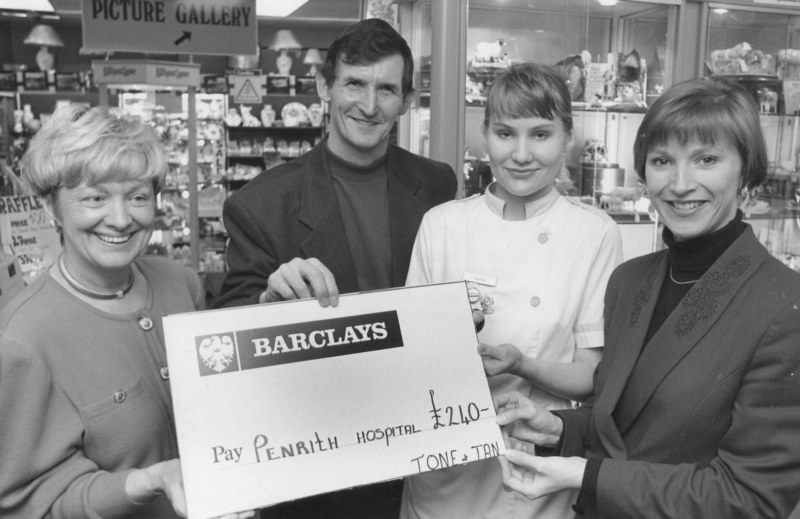 PICTURE GALLERY
RAFFLE
BARCLAYS
Pay PENRITH HOSPITAL £240-
TONE & TAN